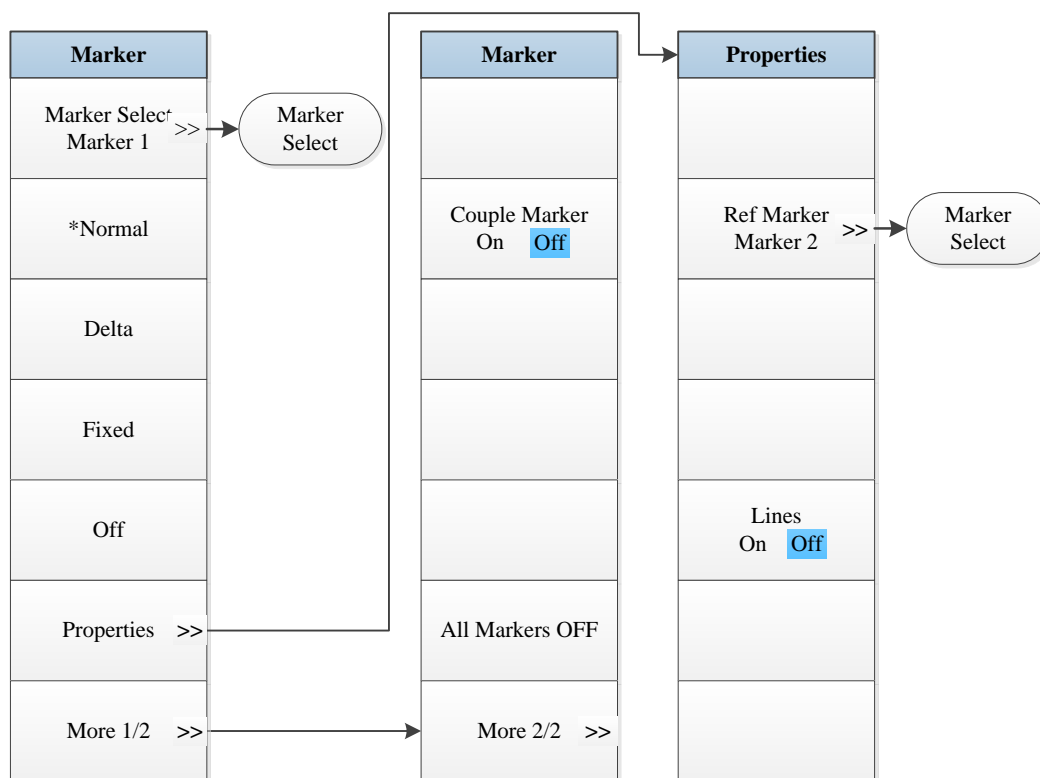 Marker
Marker Select
Marker 1 >>
Marker
Select
*Normal
Delta
Fixed
Off
Properties >>
More 1/2 >>
Marker
Couple Marker
On Off
All Markers OFF
More 2/2 >>
Properties
Ref Marker
Marker 2 >>
Marker
Select
Lines
On Off